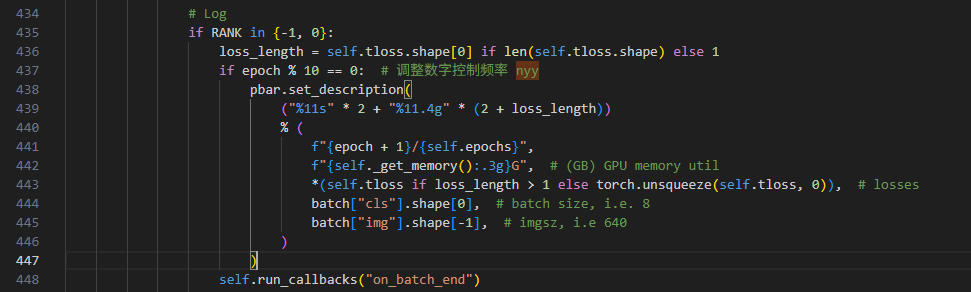 434 # Log
435 if RANK in {-1, 0}:
436 loss_length = self.tloss.shape[0] if len(self.tloss.shape) else 1
437 if epoch % 10 == 0:  # 调整数字控制频率 nyy
438 pbar.set_description(
439 ("%11s" * 2 + "%11.4g" * (2 + loss_length))
440 % (
441 f"{epoch + 1}/{self.epochs}",
442 f"{self._get_memory():.3g}G",  # (GB) GPU memory util
443 *(self.tloss if loss_length > 1 else torch.unsqueeze(self.tloss, 0)),  # losses
444 batch["cls"].shape[0],  # batch size, i.e. 8
445 batch["img"].shape[-1],  # imgsz, i.e 640
446 )
447 )
448 self.run_callbacks("on_batch_end")